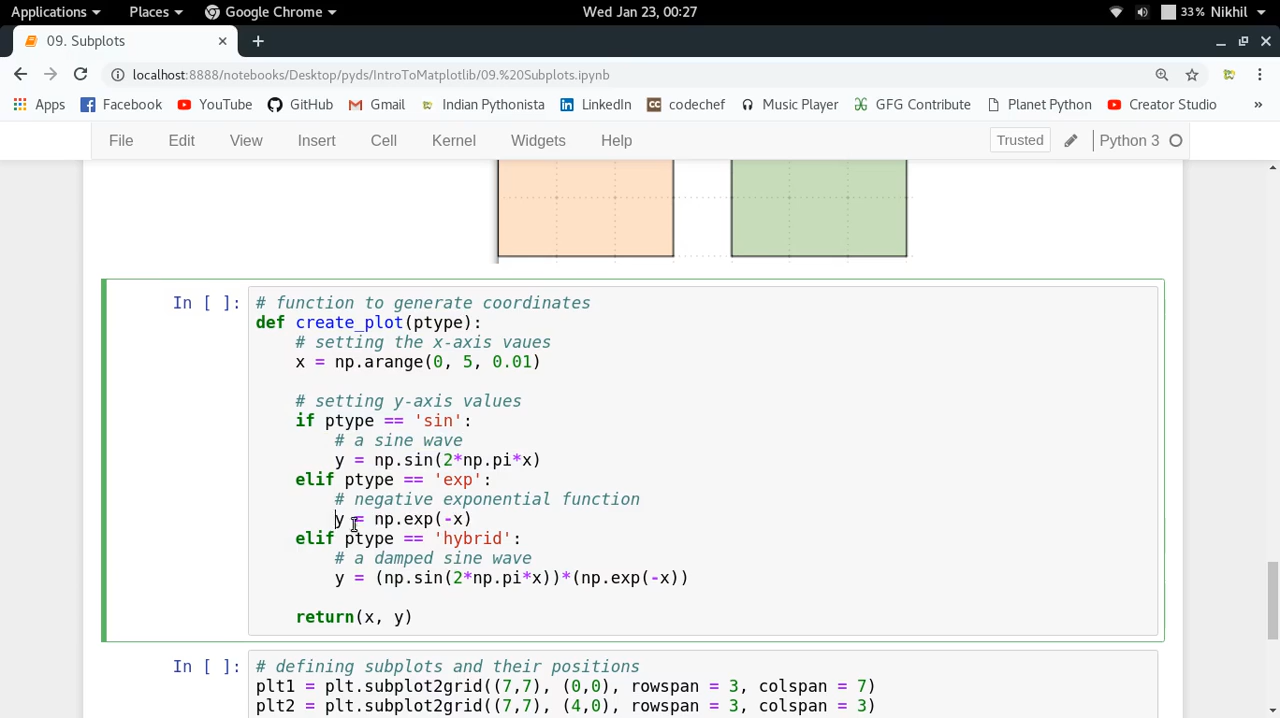 Applications Places Google Chrome Wed Jan 23, 00:27 33% Nikhil
09. Subplots
localhost:8888/notebooks/Desktop/pyds/IntroToMatplotlib/09.%20Subplots.ipynb
Apps Facebook YouTube GitHub Gmail Indian Pythonista LinkedIn CC codechef Music Player GFG Contribute Planet Python Creator Studio »
File Edit View Insert Cell Kernel Widgets Help Trusted Python 3
In [ ]: # function to generate coordinates
def create_plot(ptype):
# setting the x-axis vaues
x = np.arange(0, 5, 0.01)
# setting y-axis values
if ptype == 'sin':
# a sine wave
y = np.sin(2*np.pi*x)
elif ptype == 'exp':
# negative exponential function
y = np.exp(-x)
elif ptype == 'hybrid':
# a damped sine wave
y = (np.sin(2*np.pi*x))*(np.exp(-x))
return(x, y)
In [ ]: # defining subplots and their positions
plt1 = plt.subplot2grid((7,7), (0,0), rowspan = 3, colspan = 7)
plt2 = plt.subplot2grid((7,7), (4,0), rowspan = 3, colspan = 3)